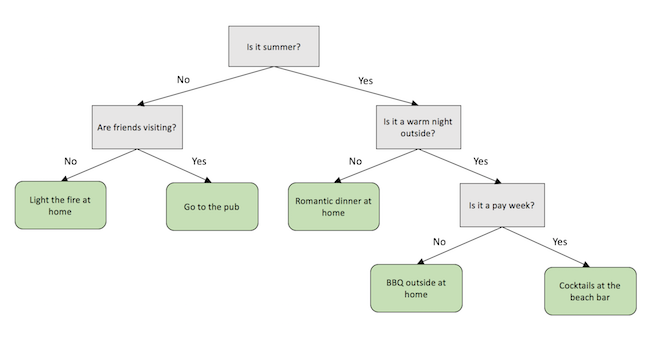 Is it summer?
No
Yes
Are friends visiting?
Is it a warm night
outside?
No
Yes
No
Yes
Light the fire at
home
Go to the pub
Romantic dinner at
home
Is it a pay week?
No
Yes
BBQ outside at
home
Cocktails at the
beach bar